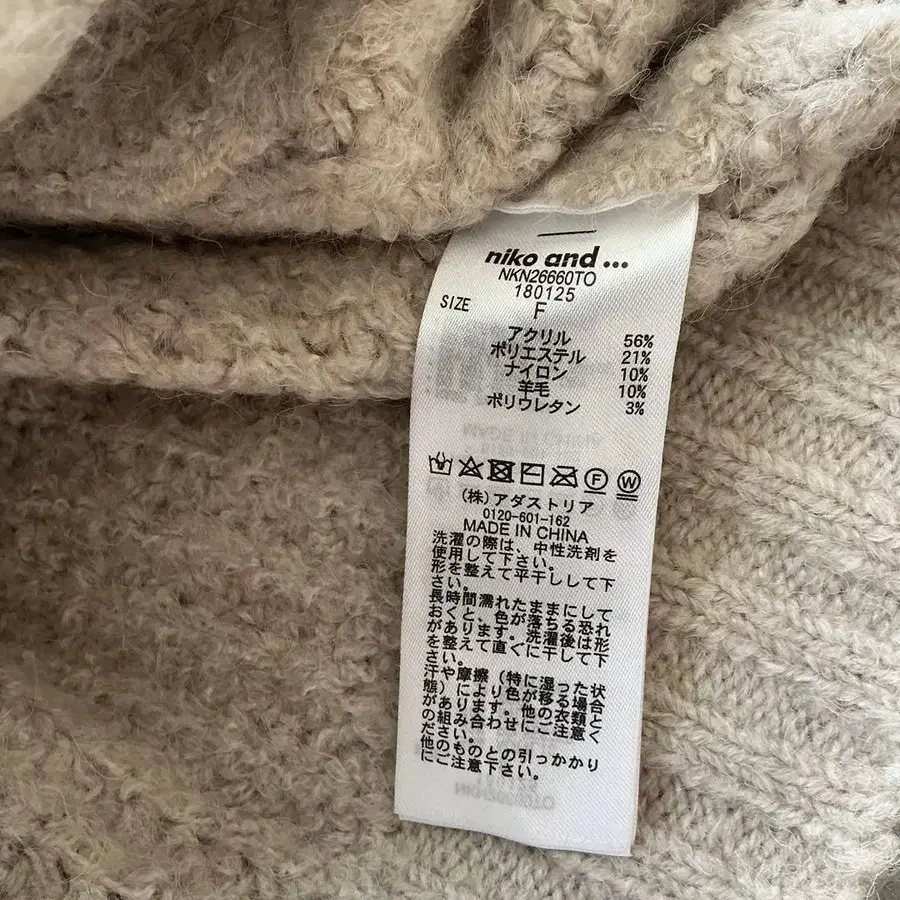 niko and...
NKN26660TO
180125
SIZE F
アクリル 56%
ポリエステル 21%
ナイロン 10%
羊毛 10%
ポリウレタン 3%
F W
(株)アダストリア
0120-601-162
MADE IN CHINA
洗濯の際は、中性洗剤を
使用して下さい。
形を整えて平干しして下
さい。
長時間濡れたままにして
おくと、色が落ちる恐れ
があります。洗濯後は形
を整えて直ぐに干して下
さい。
汗や摩擦(特に湿った状
態)により色が移る場合
があります。他の衣類と
の組み合わせにご注意く
ださい。
他のものとの引っかかり
にご注意下さい。